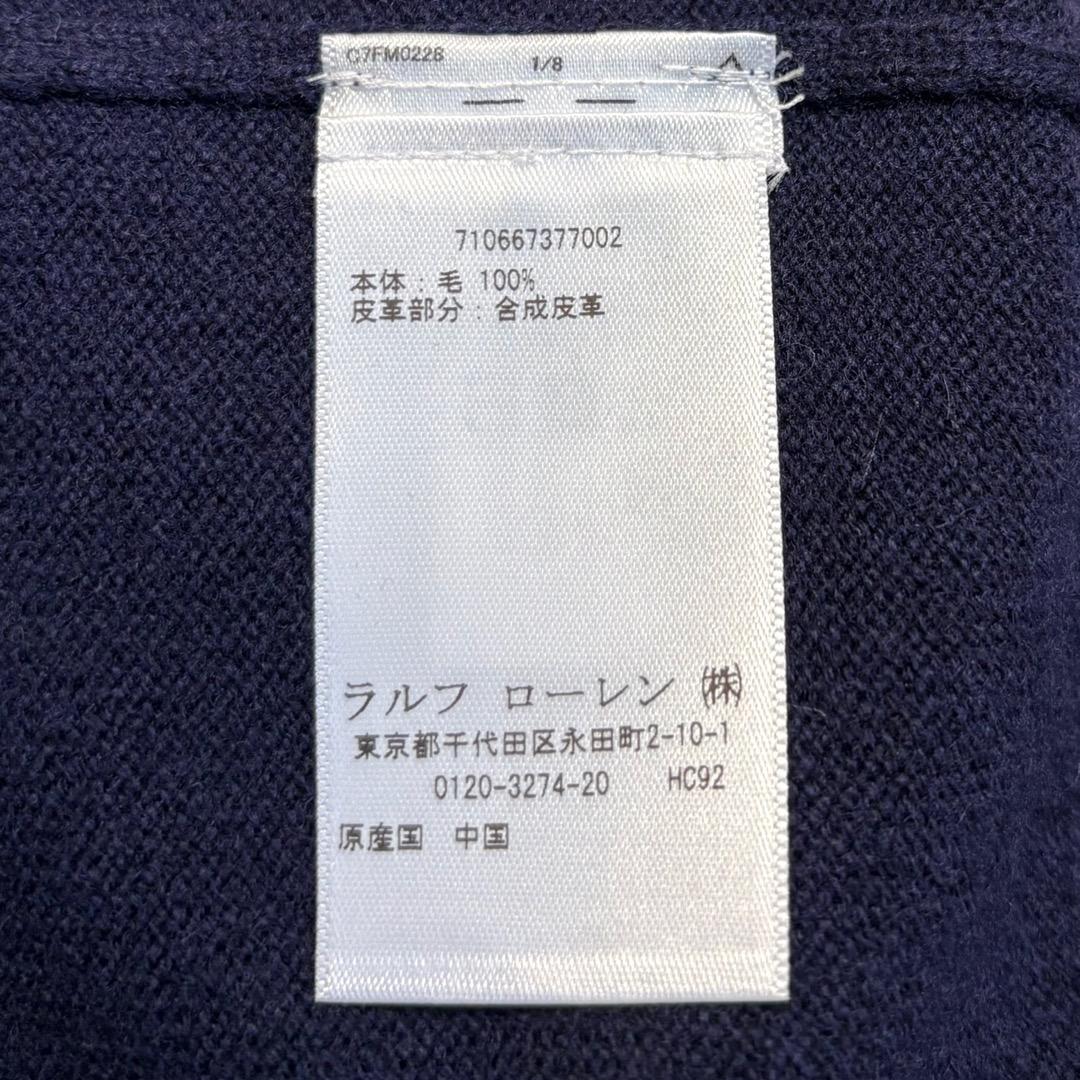 C7FM0228 1/8
710667377002
本体：毛 100%
皮革部分：合成皮革
ラルフ ローレン ㈱
東京都千代田区永田町2-10-1
0120-3274-20 HC92
原産国 中国